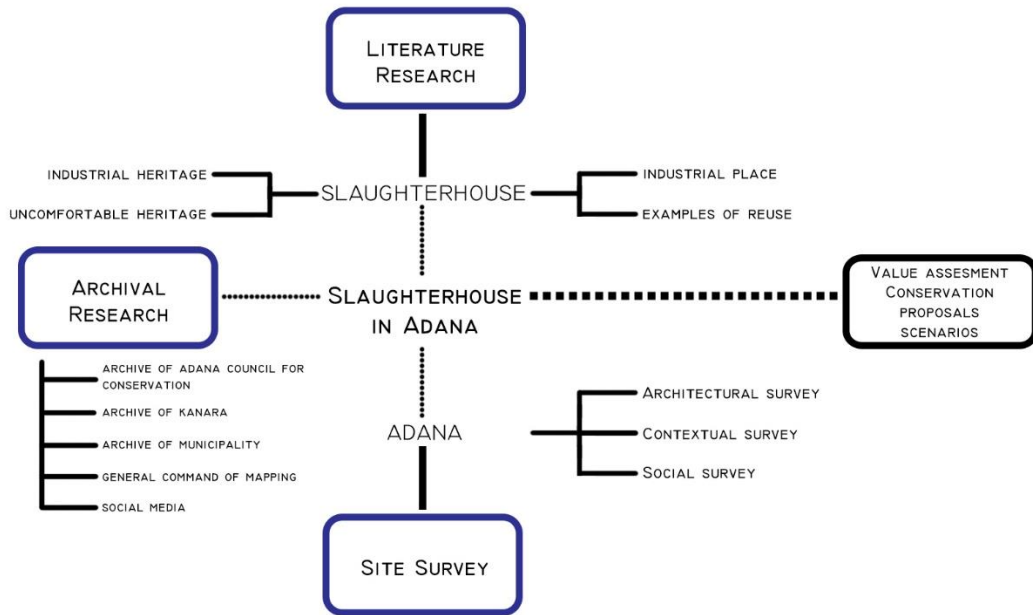 LITERATURE
RESEARCH
INDUSTRIAL HERITAGE
UNCOMFORTABLE HERITAGE
SLAUGHTERHOUSE
INDUSTRIAL PLACE
EXAMPLES OF REUSE
ARCHIVAL
RESEARCH
SLAUGHTERHOUSE
IN ADANA
VALUE ASSESMENT
CONSERVATION
PROPOSALS
SCENARIOS
ARCHIVE OF ADANA COUNCIL FOR
CONSERVATION
ARCHIVE OF KANARA
ARCHIVE OF MUNICIPALITY
GENERAL COMMAND OF MAPPING
SOCIAL MEDIA
ADANA
ARCHITECTURAL SURVEY
CONTEXTUAL SURVEY
SOCIAL SURVEY
SITE SURVEY